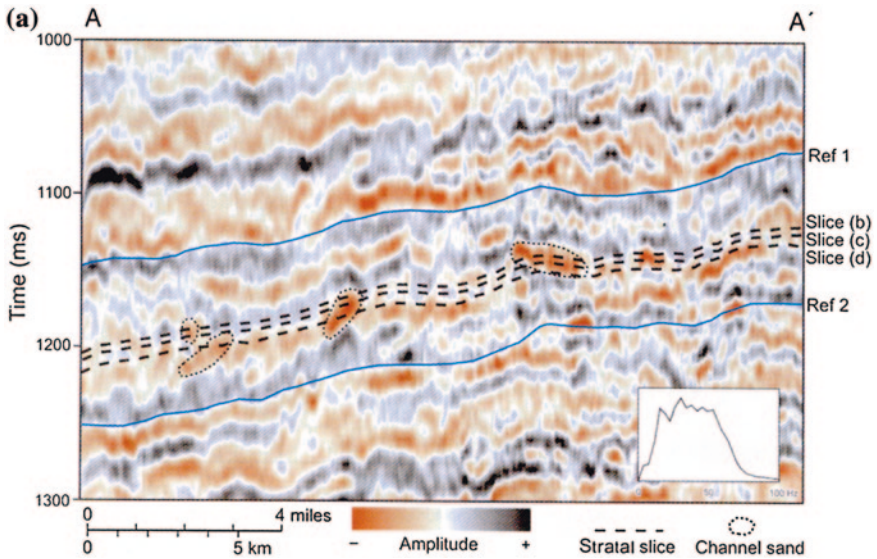 (a)
A
A´
1000
1100
1200
1300
Time (ms)
Ref 1
Slice (b)
Slice (c)
Slice (d)
Ref 2
0 50 100 Hz
0 4 miles
0 5 km
− Amplitude +
Stratal slice
Channel sand